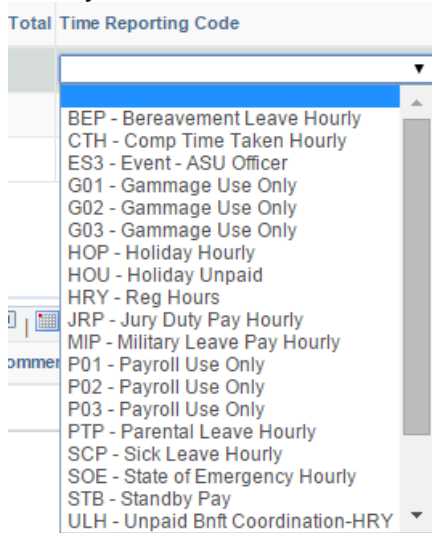 Total Time Reporting Code
BEP - Bereavement Leave Hourly
CTH - Comp Time Taken Hourly
ES3 - Event - ASU Officer
G01 - Gammage Use Only
G02 - Gammage Use Only
G03 - Gammage Use Only
HOP - Holiday Hourly
HOU - Holiday Unpaid
HRY - Reg Hours
JRP - Jury Duty Pay Hourly
MIP - Military Leave Pay Hourly
ommer
P01 - Payroll Use Only
P02 - Payroll Use Only
P03 - Payroll Use Only
PTP - Parental Leave Hourly
SCP - Sick Leave Hourly
SOE - State of Emergency Hourly
STB - Standby Pay
ULH - Unpaid Bnft Coordination-HRY